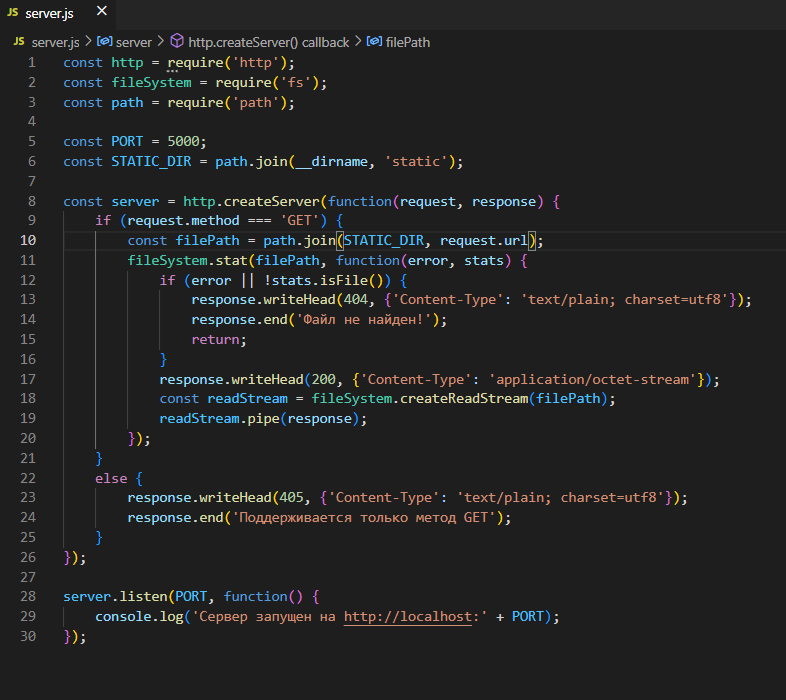 JS server.js ×
JS server.js > server > http.createServer() callback > filePath
1 const http = require('http');
2 const fileSystem = require('fs');
3 const path = require('path');
4
5 const PORT = 5000;
6 const STATIC_DIR = path.join(__dirname, 'static');
7
8 const server = http.createServer(function(request, response) {
9     if (request.method === 'GET') {
10         const filePath = path.join(STATIC_DIR, request.url);
11         fileSystem.stat(filePath, function(error, stats) {
12             if (error || !stats.isFile()) {
13                 response.writeHead(404, {'Content-Type': 'text/plain; charset=utf8'});
14                 response.end('Файл не найден!');
15                 return;
16             }
17             response.writeHead(200, {'Content-Type': 'application/octet-stream'});
18             const readStream = fileSystem.createReadStream(filePath);
19             readStream.pipe(response);
20         });
21     }
22     else {
23         response.writeHead(405, {'Content-Type': 'text/plain; charset=utf8'});
24         response.end('Поддерживается только метод GET');
25     }
26 });
27
28 server.listen(PORT, function() {
29     console.log('Сервер запущен на http://localhost:' + PORT);
30 });